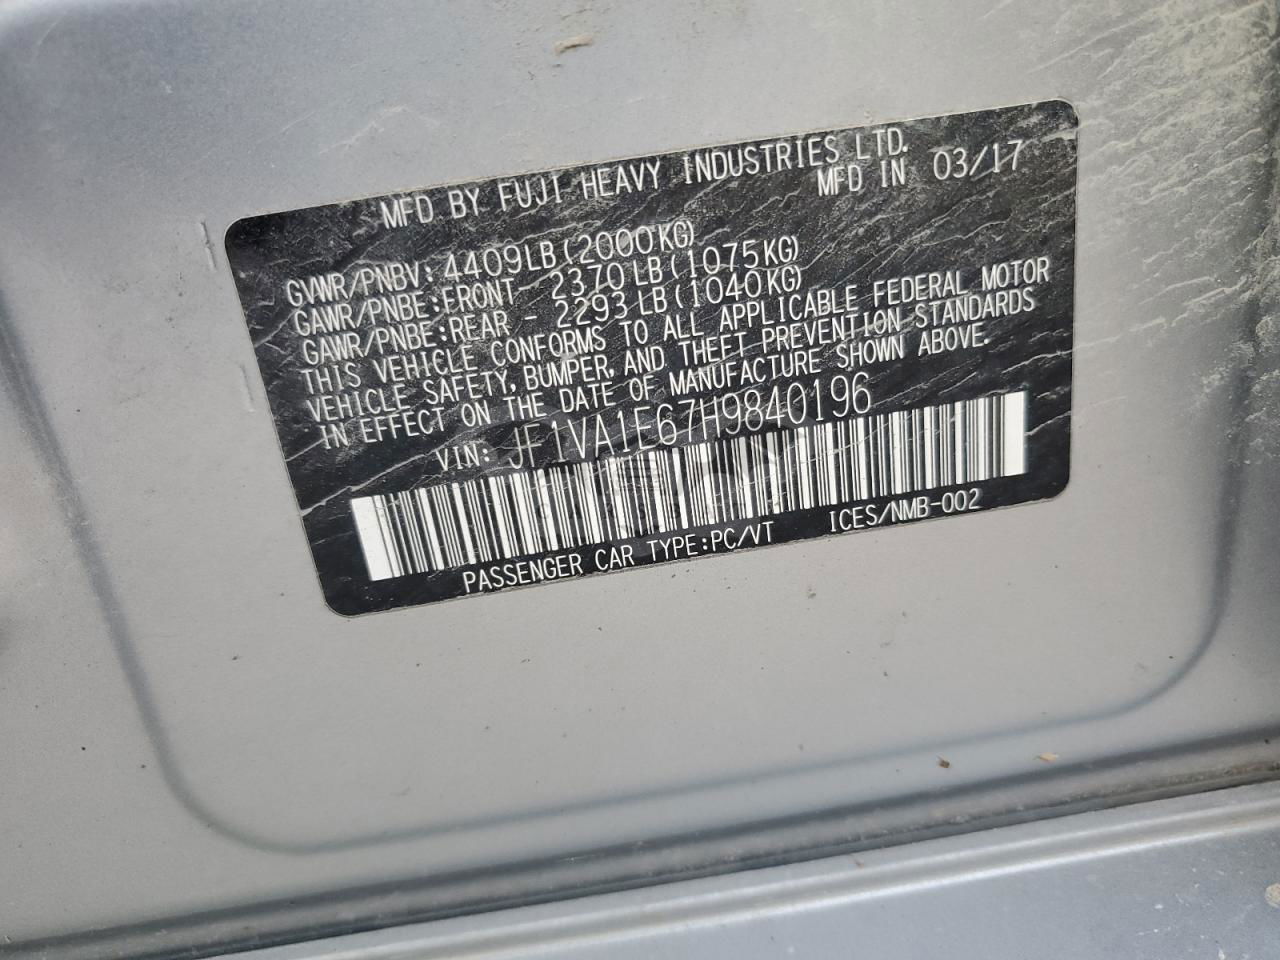 MFD BY FUJI HEAVY INDUSTRIES LTD.
MFD IN 03/17
GVWR/PNBV: 4409LB (2000KG)
GAWR/PNBE:FRONT - 2370LB (1075KG)
GAWR/PNBE:REAR - 2293LB (1040KG)
THIS VEHICLE CONFORMS TO ALL APPLICABLE FEDERAL MOTOR
VEHICLE SAFETY, BUMPER, AND THEFT PREVENTION STANDARDS
IN EFFECT ON THE DATE OF MANUFACTURE SHOWN ABOVE.
VIN: JF1VA1E67H9840196
PASSENGER CAR TYPE:PC/VT ICES/NMB-002